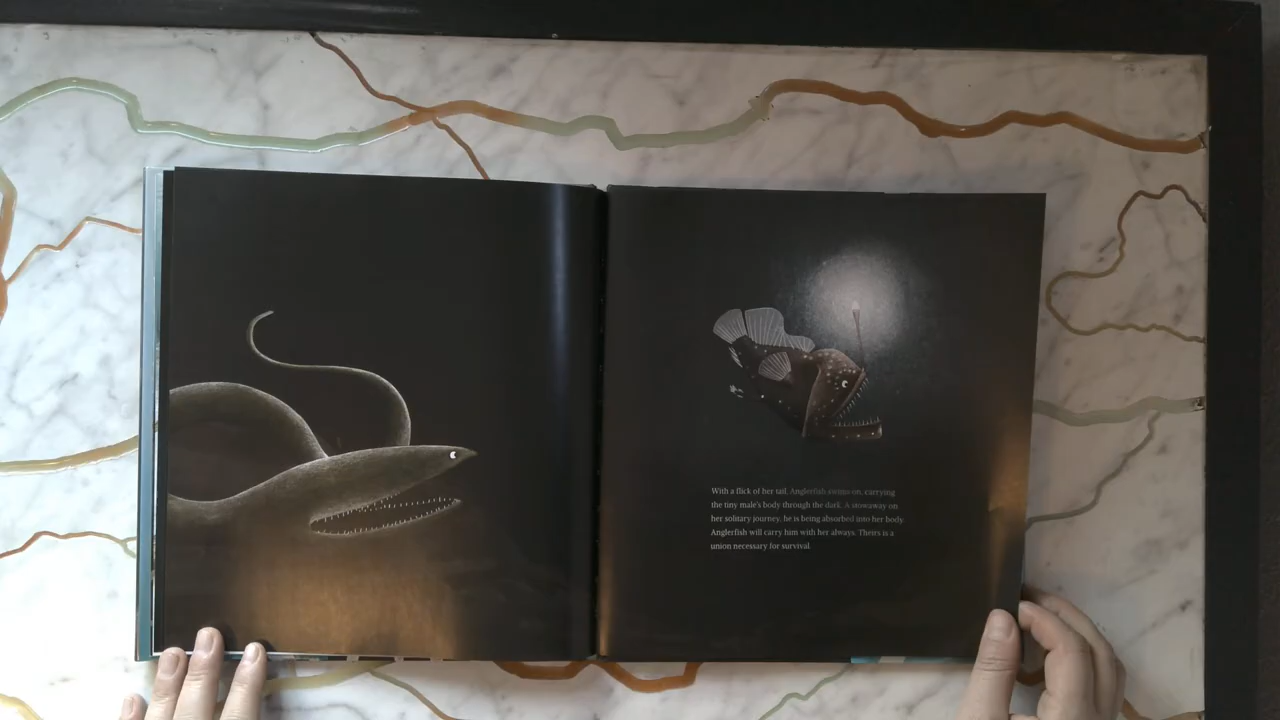 With a flick of her tail, Anglerfish swims on, carrying
the tiny male's body through the dark. A stowaway on
her solitary journey, he is being absorbed into her body.
Anglerfish will carry him with her always. Theirs is a
union necessary for survival.